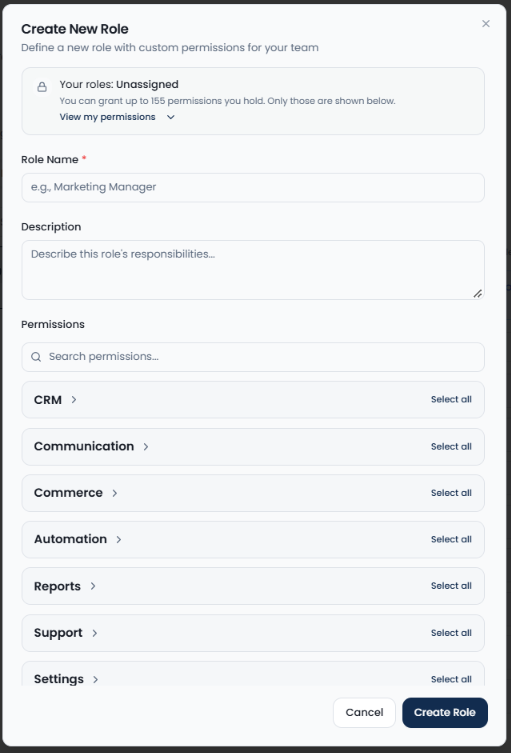 Create New Role
Define a new role with custom permissions for your team
Your roles: Unassigned
You can grant up to 155 permissions you hold. Only those are shown below.
View my permissions
Role Name *
e.g., Marketing Manager
Description
Describe this role's responsibilities...
Permissions
Search permissions...
CRM Select all
Communication Select all
Commerce Select all
Automation Select all
Reports Select all
Support Select all
Settings Select all
Cancel Create Role